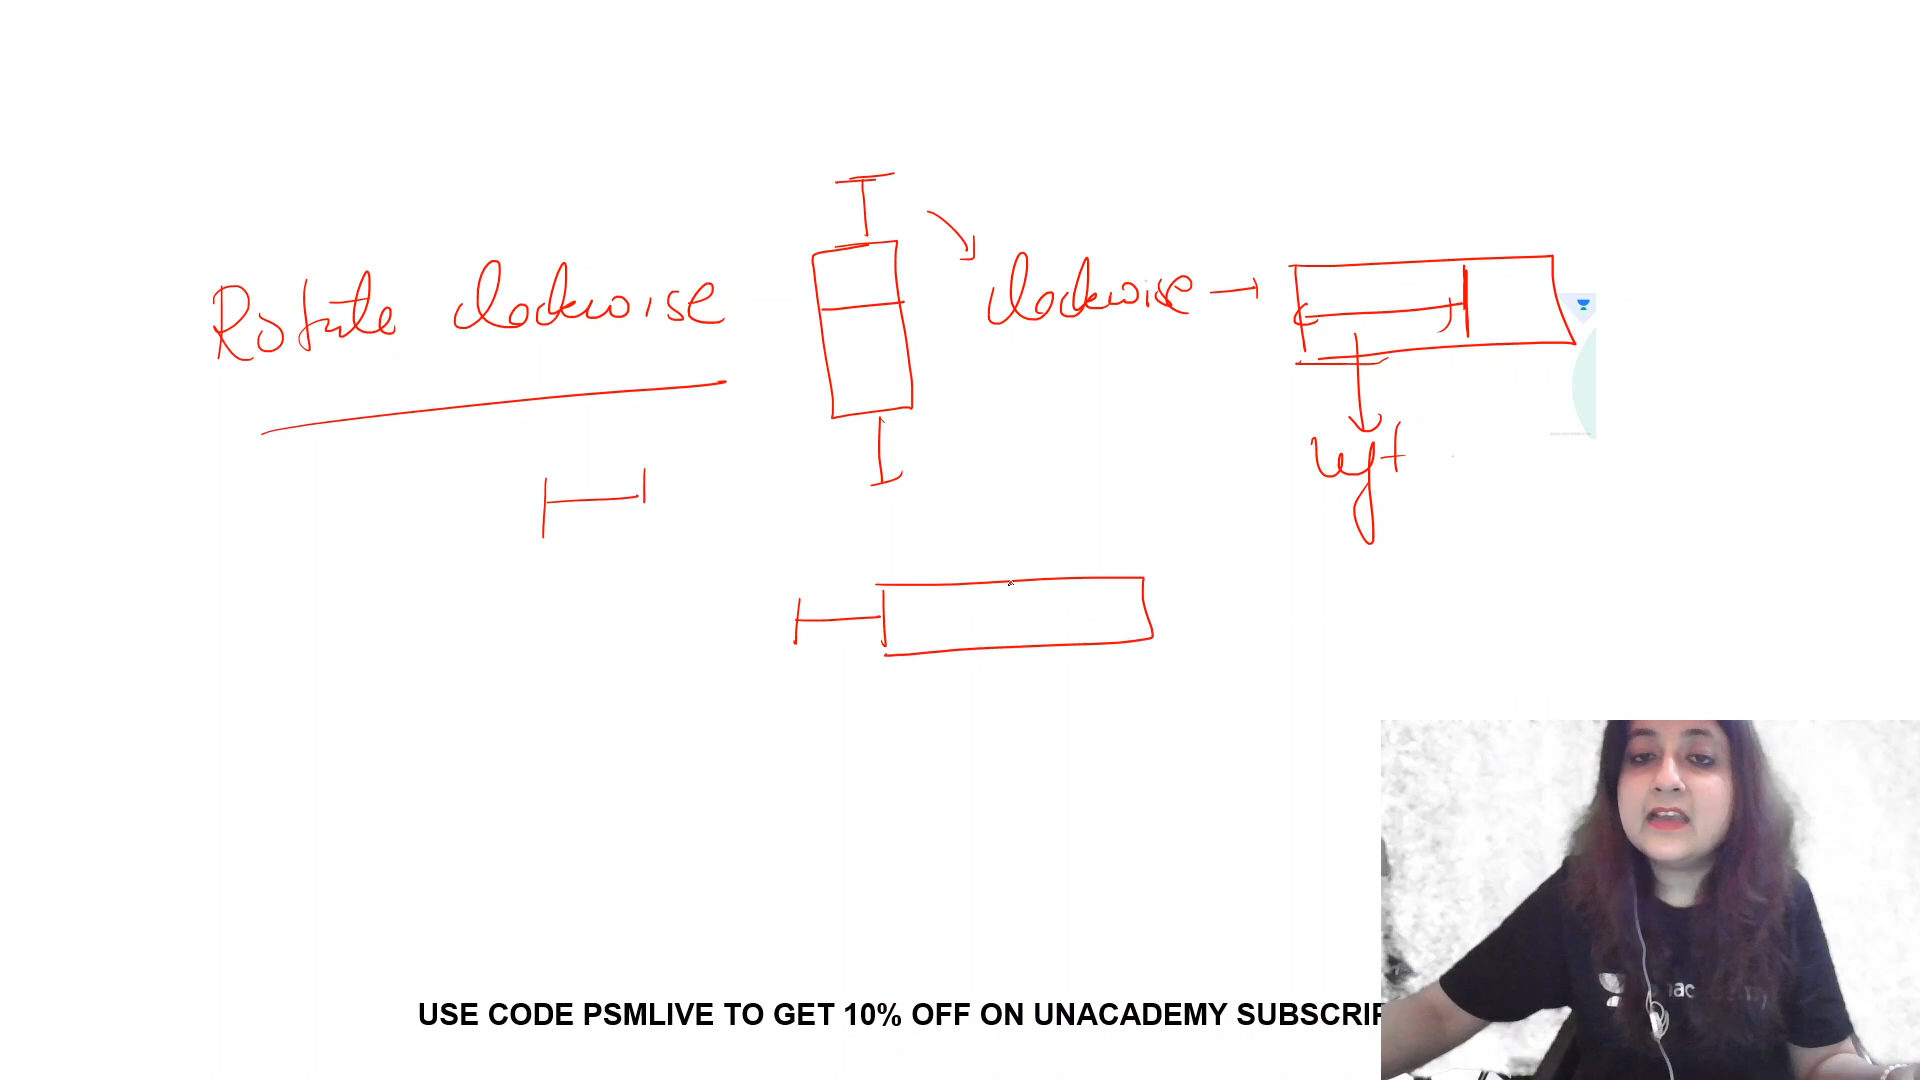 Rotate clockwise
clockwise →
left
USE CODE PSMLIVE TO GET 10% OFF ON UNACADEMY SUBSCRIP